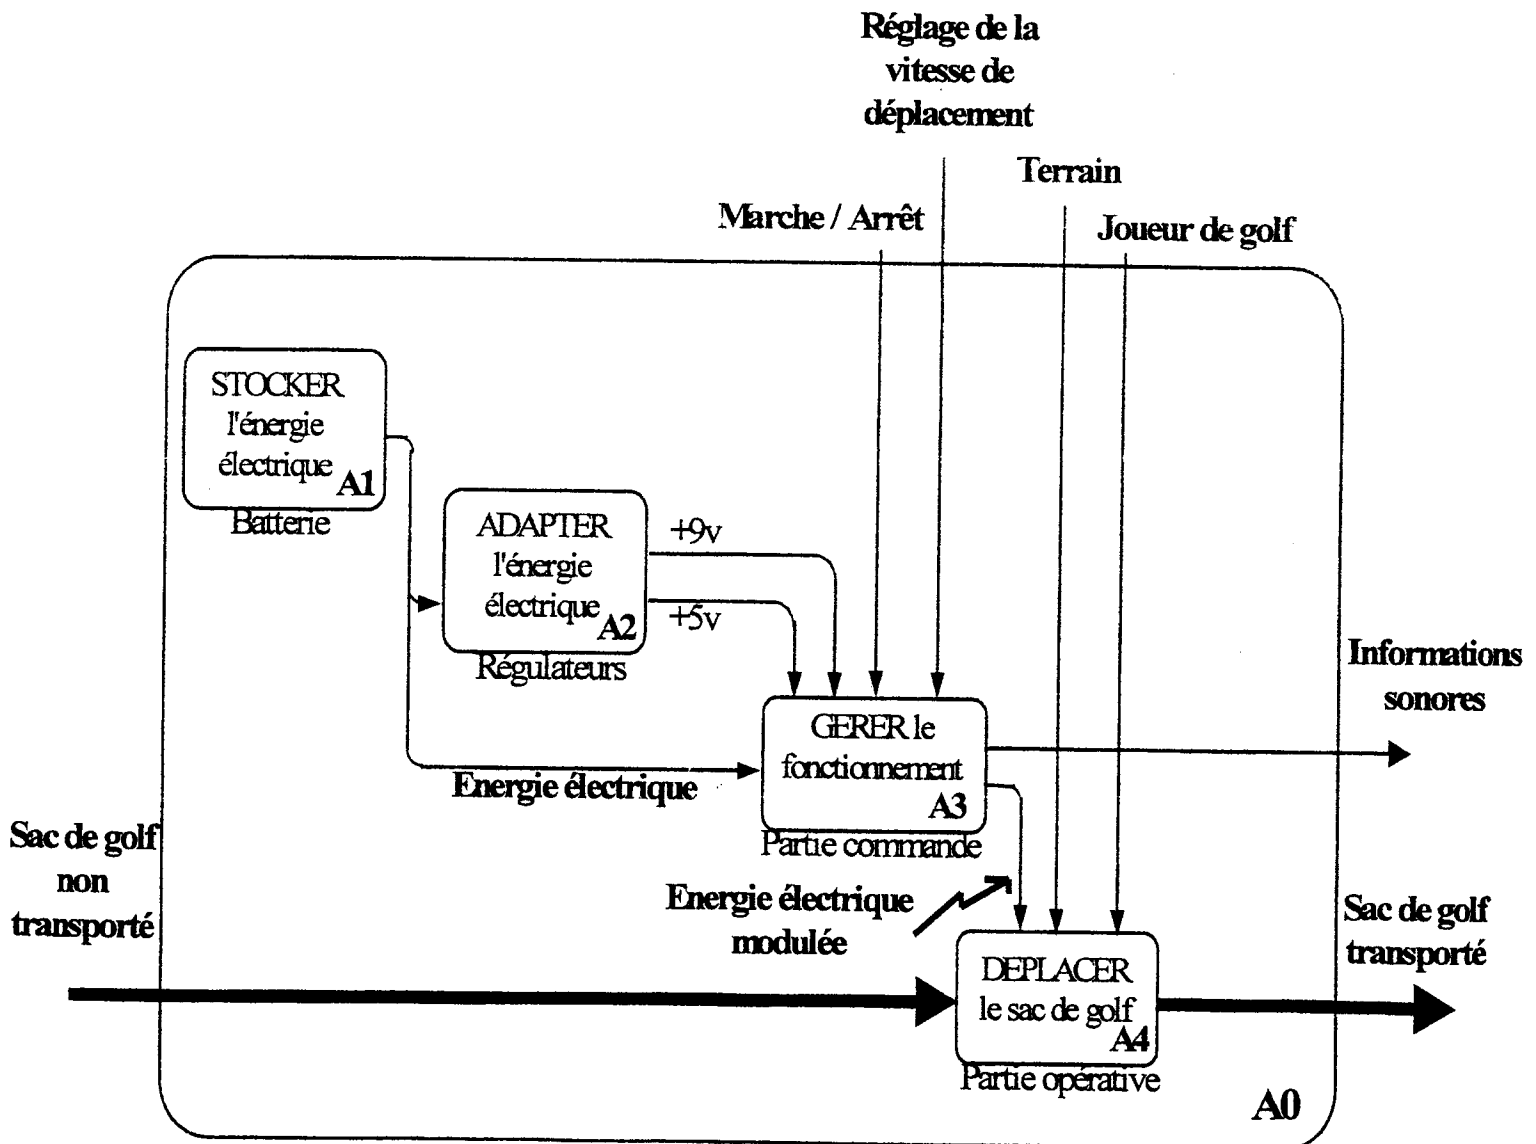 Réglage de la
vitesse de
déplacement
Terrain
Marche / Arrêt
Joueur de golf
STOCKER
l'énergie
électrique
A1
Batterie
ADAPTER
l'énergie
électrique
A2
Régulateurs
+9v
+5v
Informations
sonores
GERER le
fonctionnement
A3
Partie commande
Energie électrique
Sac de golf
non
transporté
Energie électrique
modulée
Sac de golf
transporté
DEPLACER
le sac de golf
A4
Partie opérative
A0